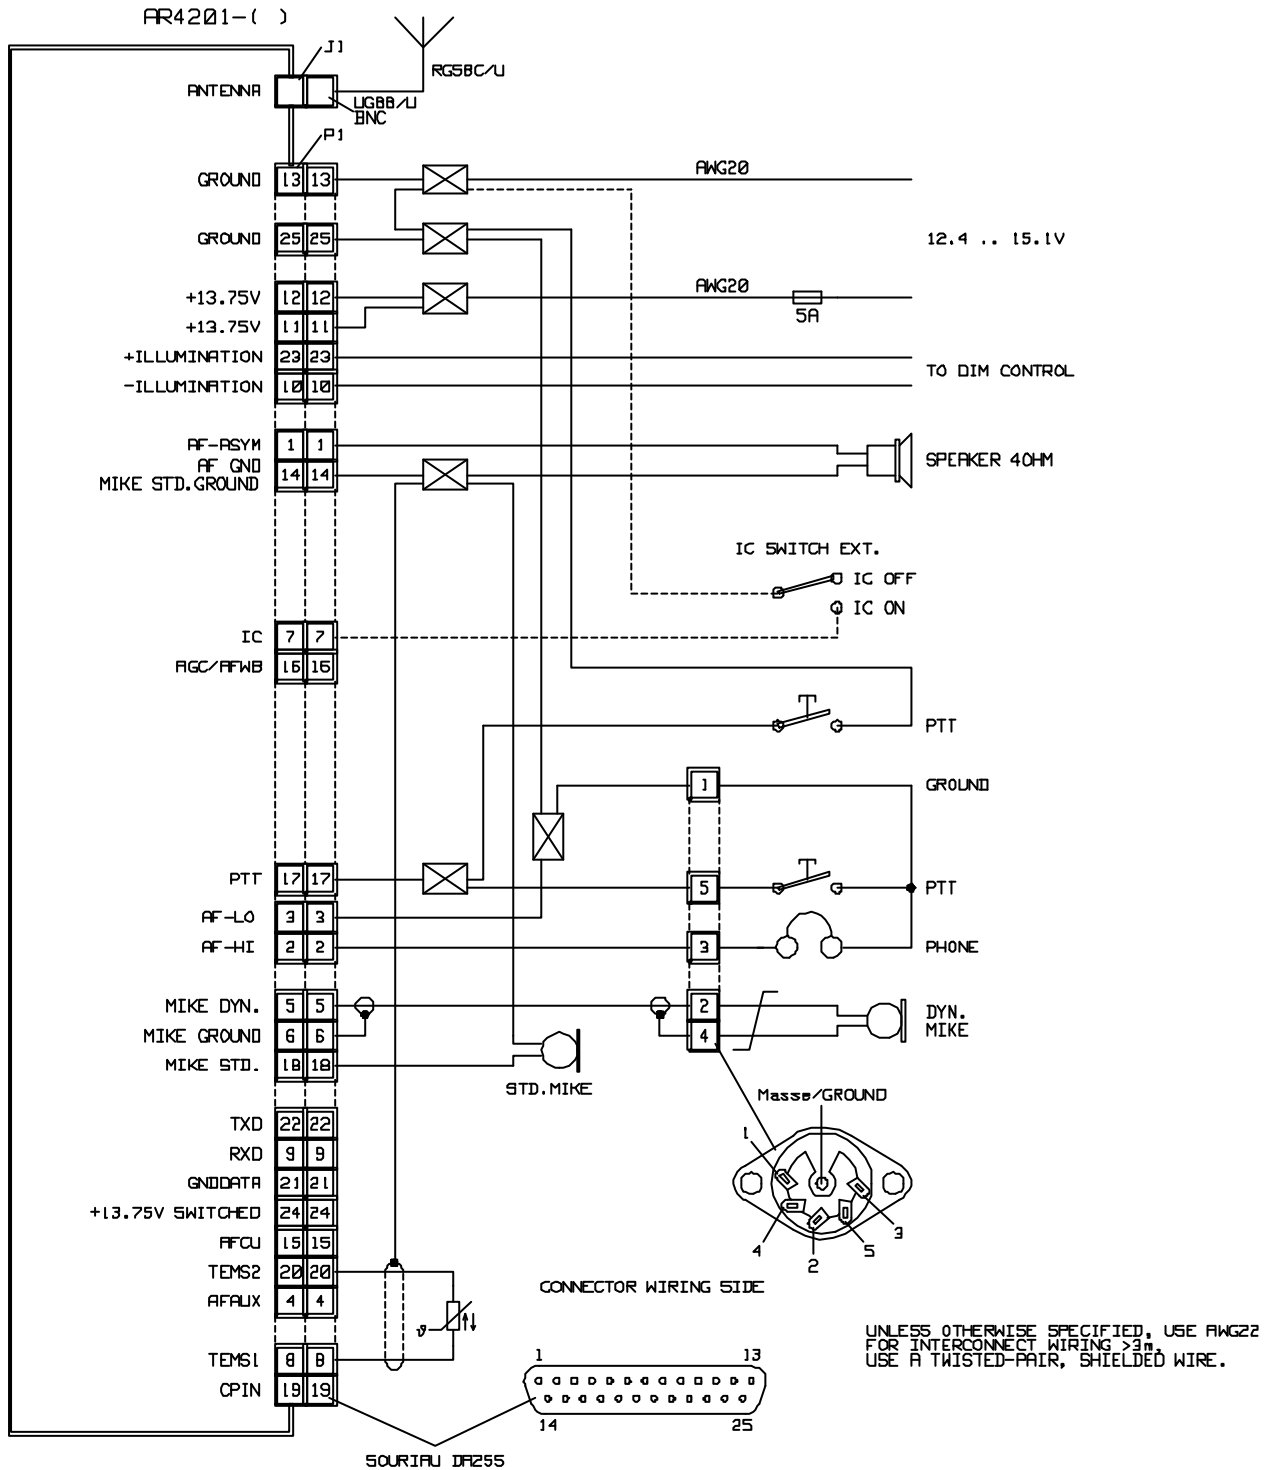 AR4201-( )
J1
RG58C/U
ANTENNA
UG88/U
BNC
P1
GROUND 13 13 AWG20
GROUND 25 25 12.4 .. 15.1V
+13.75V 12 12 AWG20
5A
+13.75V 11 11
+ILLUMINATION 23 23
TO DIM CONTROL
-ILLUMINATION 10 10
AF-ASYM 1 1
SPEAKER 4OHM
AF GND
MIKE STD.GROUND 14 14
IC SWITCH EXT.
IC OFF
IC ON
IC 7 7
AGC/AFWB 16 16
PTT
1 GROUND
PTT 17 17
5 PTT
AF-LO 3 3
AF-HI 2 2 3 PHONE
MIKE DYN. 5 5 2
DYN.
MIKE
MIKE GROUND 6 6 4
MIKE STD. 18 18
STD.MIKE
Masse/GROUND
TXD 22 22
1
RXD 9 9
GNDDATA 21 21
+13.75V SWITCHED 24 24
3
AFCU 15 15
4 2 5
TEMS2 20 20
CONNECTOR WIRING SIDE
AFAUX 4 4
ϑ
UNLESS OTHERWISE SPECIFIED, USE AWG22
FOR INTERCONNECT WIRING >3m,
USE A TWISTED-PAIR, SHIELDED WIRE.
TEMS1 8 8
1 13
CPIN 19 19
14 25
SOURIAU DA25S